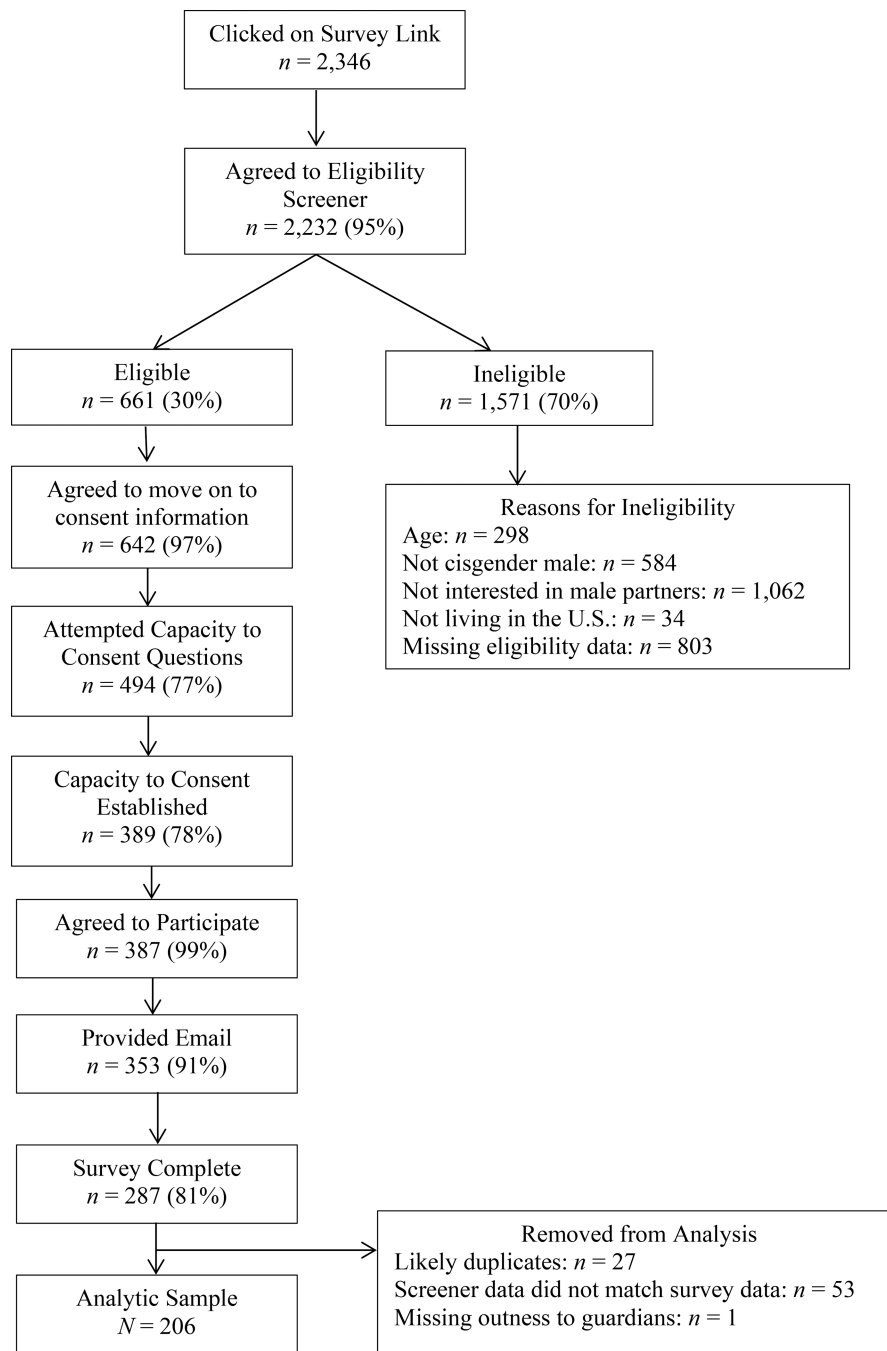 Clicked on Survey Link
n = 2,346
Agreed to Eligibility
Screener
n = 2,232 (95%)
Eligible
n = 661 (30%)
Ineligible
n = 1,571 (70%)
Agreed to move on to
consent information
n = 642 (97%)
Reasons for Ineligibility
Age: n = 298
Not cisgender male: n = 584
Not interested in male partners: n = 1,062
Not living in the U.S.: n = 34
Missing eligibility data: n = 803
Attempted Capacity to
Consent Questions
n = 494 (77%)
Capacity to Consent
Established
n = 389 (78%)
Agreed to Participate
n = 387 (99%)
Provided Email
n = 353 (91%)
Survey Complete
n = 287 (81%)
Removed from Analysis
Likely duplicates: n = 27
Screener data did not match survey data: n = 53
Missing outness to guardians: n = 1
Analytic Sample
N = 206